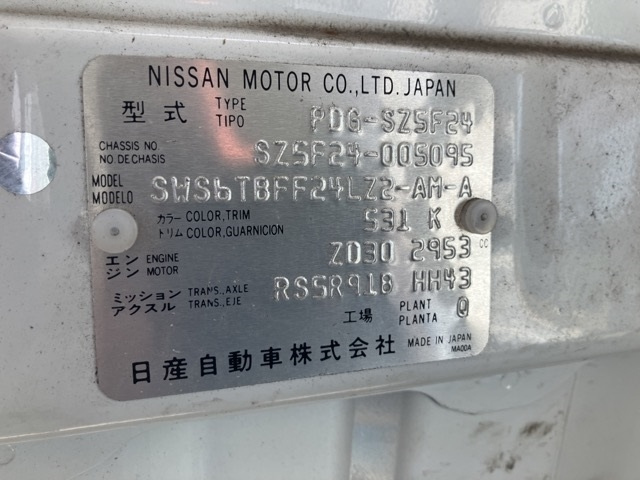 NISSAN MOTOR CO.,LTD.JAPAN
型式 TYPE TIPO PDG-SZ5F24
CHASSIS NO NO DE CHASIS SZ5F24-005095
MODEL MODELO SWS6TBFF24LZ2-AM-A
カラー COLOR,TRIM 531 K
トリム COLOR,GUARNICION
エンジン ENGINE MOTOR ZD30 2953 CC
ミッション TRANS.,AXLE RS5R91B HH43
アクスル TRANS.,EJE
工場 PLANT PLANTA Q
日産自動車株式会社 MADE IN JAPAN
MA00A